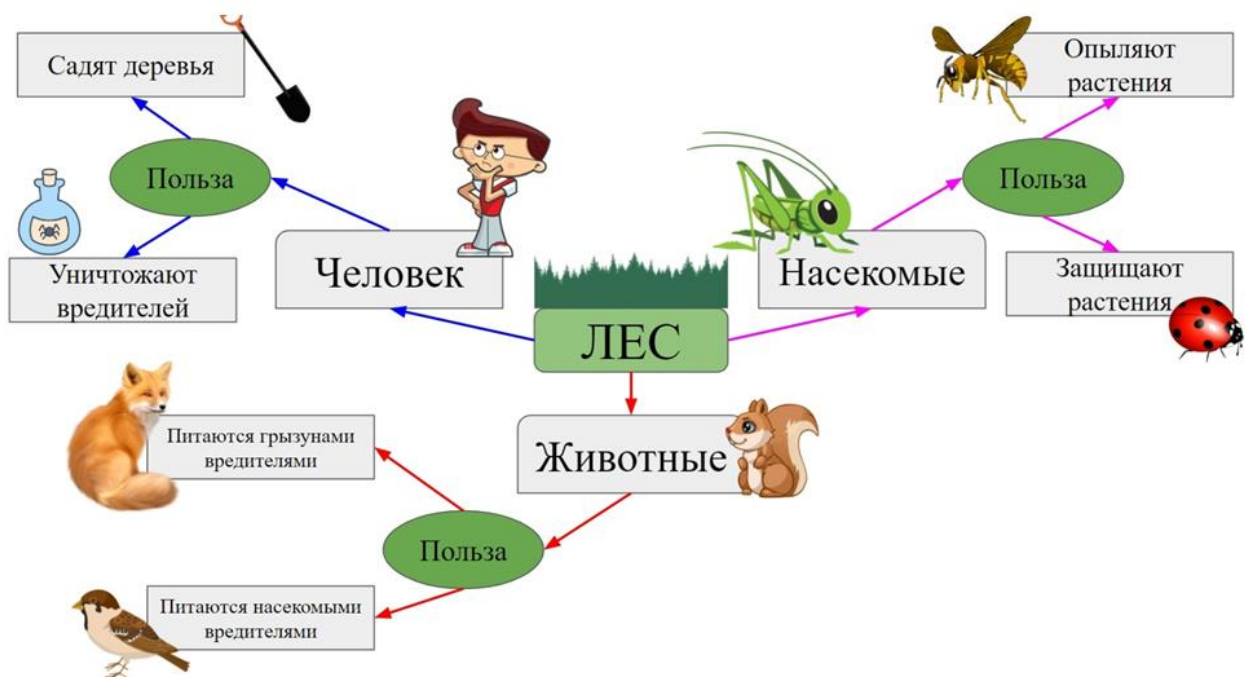 Садят деревья
Польза
Уничтожают
вредителей
Человек
Опыляют
растения
Польза
Защищают
растения
Насекомые
ЛЕС
Животные
Питаются грызунами
вредителями
Польза
Питаются насекомыми
вредителями